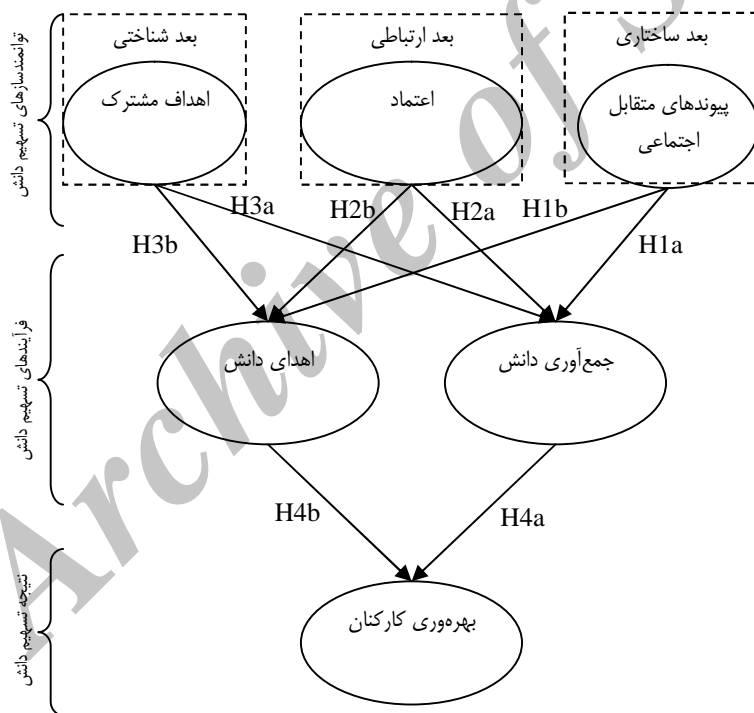 بعد ساختاری
بعد ارتباطی
بعد شناختی
پیوندهای متقابل
اجتماعی
اعتماد
اهداف مشترک
توانمندسازهای تسهیم دانش
H1a
H1b
H2a
H2b
H3a
H3b
جمع‌آوری دانش
اهدای دانش
فرآیندهای تسهیم دانش
H4a
H4b
بهره‌وری کارکنان
نتیجه تسهیم دانش
Archive of S